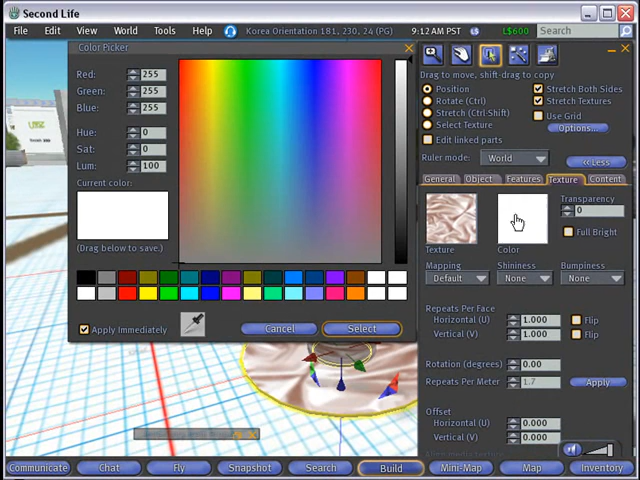 Second Life
File Edit View World Tools Help Korea Orientation 181, 230, 24 (PG) 9:12 AM PST L$600 Search
Color Picker
Red: 255
Green: 255
Blue: 255
Hue: 0
Sat: 0
Lum: 100
Current color:
(Drag below to save.)
Apply Immediately Cancel Select
Drag to move, shift-drag to copy
Position Stretch Both Sides
Rotate (Ctrl) Stretch Textures
Stretch (Ctrl-Shift) Use Grid
Select Texture Options...
Edit linked parts
Ruler mode: World << Less
General Object Features Texture Content
Transparency
0
Full Bright
Texture Color
Mapping Shininess Bumpiness
Default None None
Repeats Per Face
Horizontal (U) 1.000 Flip
Vertical (V) 1.000 Flip
Rotation (degrees) 0.00
Repeats Per Meter 1.7 Apply
Offset
Horizontal (U) 0.000
Vertical (V) 0.000
Communicate Chat Fly Snapshot Search Build Mini-Map Map Inventory